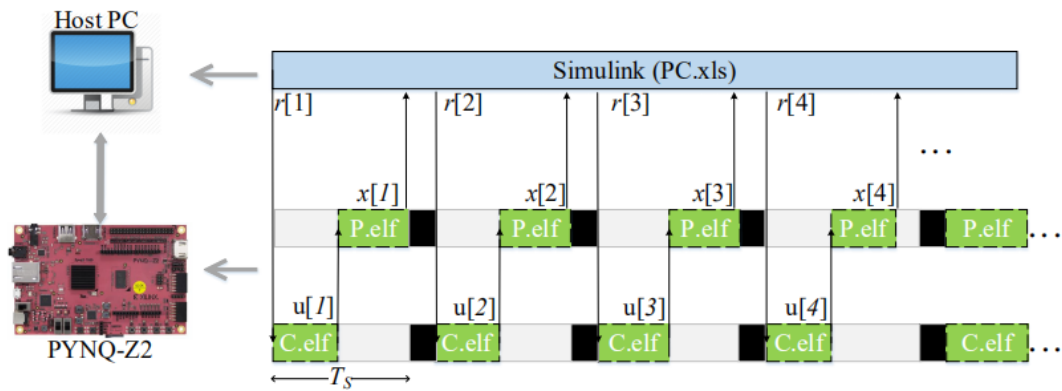 Host PC
Simulink (PC.xls)
r[1] r[2] r[3] r[4]
...
x[1] x[2] x[3] x[4]
P.elf P.elf P.elf P.elf P.elf ...
u[1] u[2] u[3] u[4]
C.elf C.elf C.elf C.elf C.elf ...
PYNQ-Z2
T_S